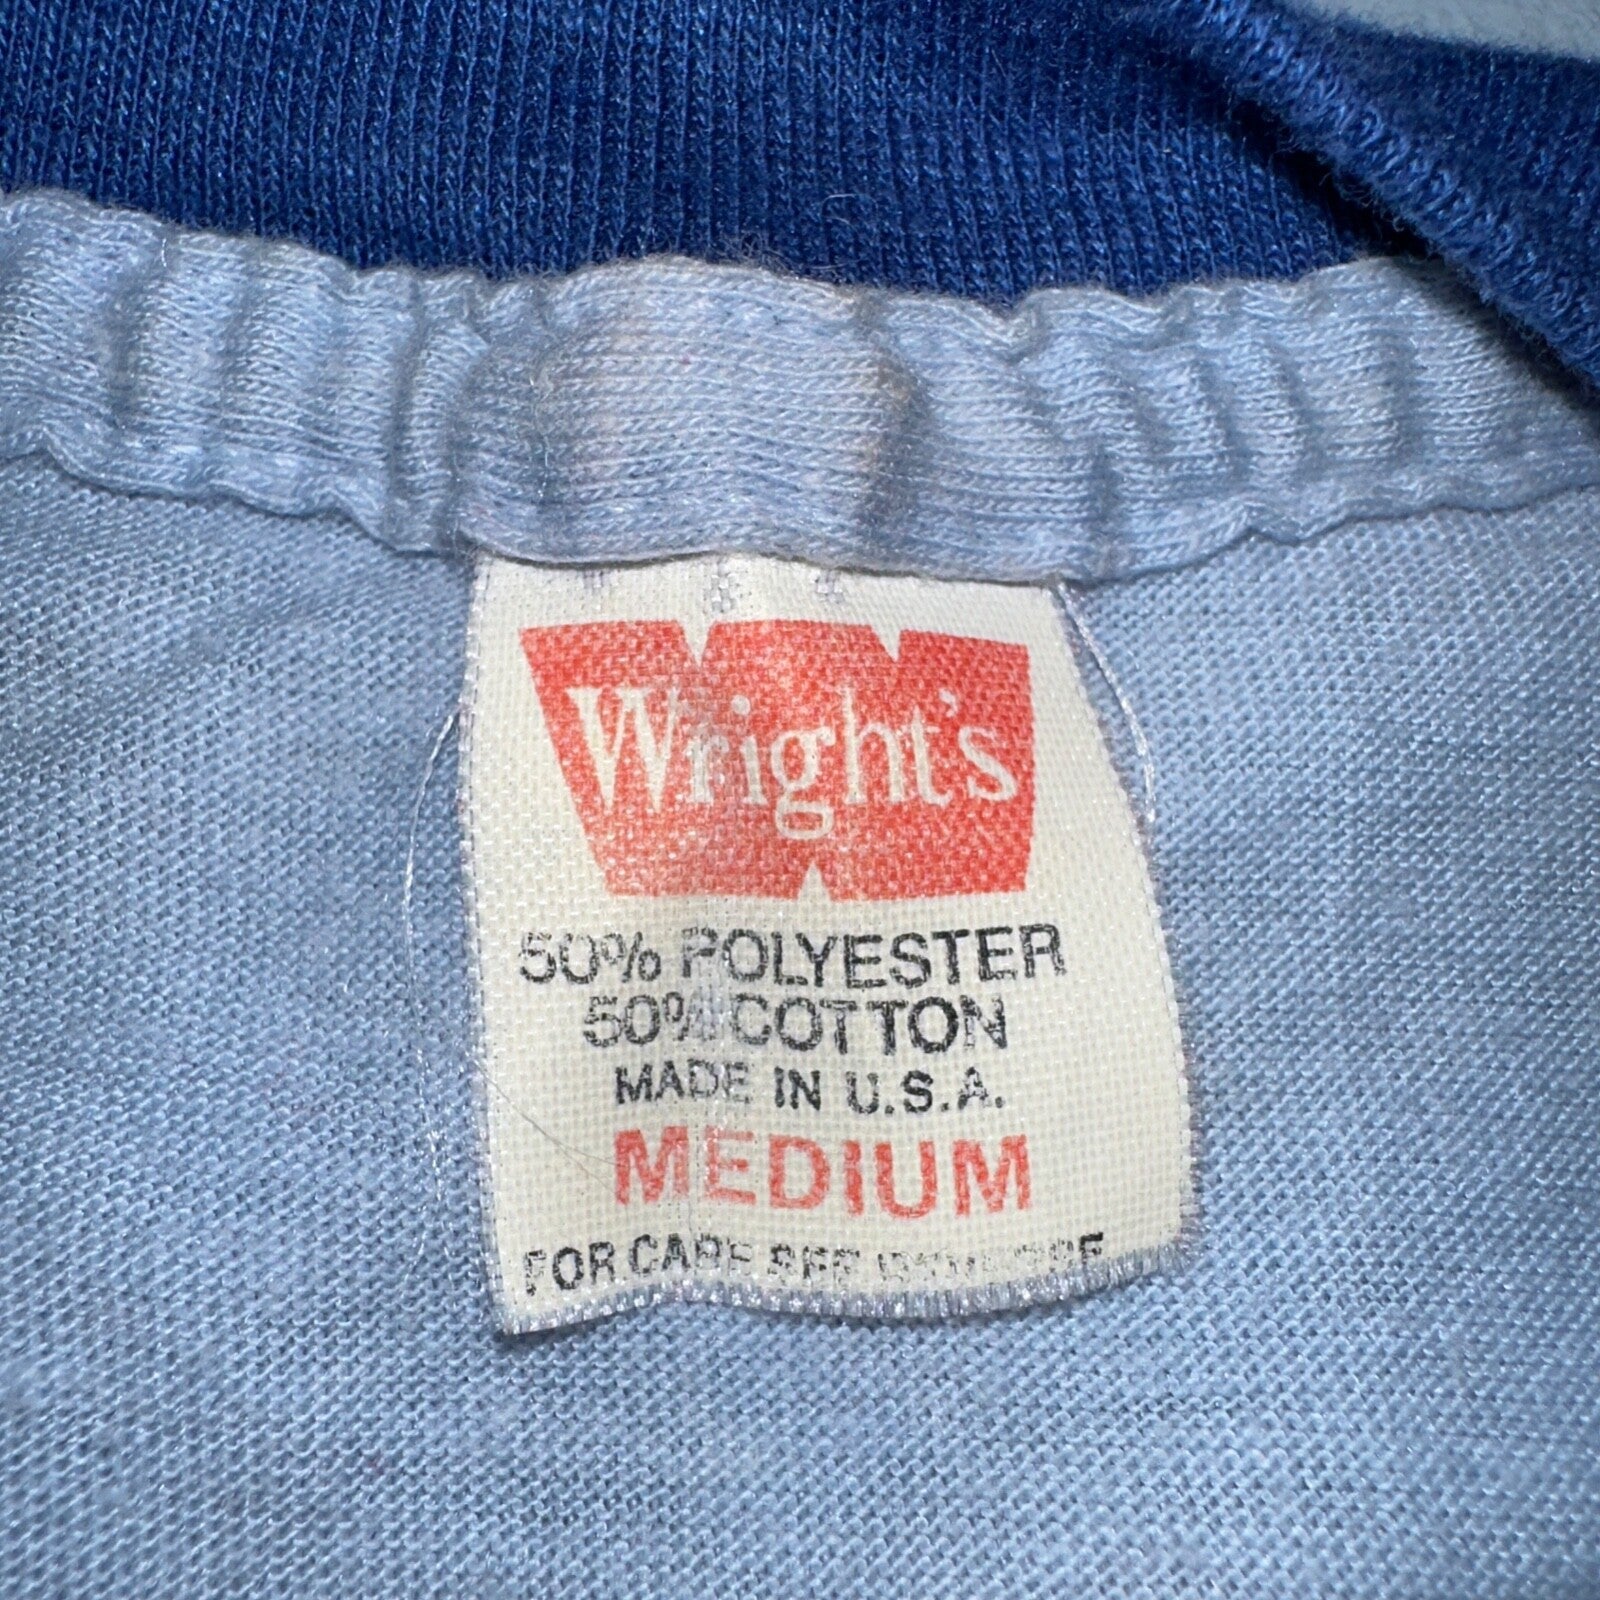 Wright's
50% POLYESTER
50% COTTON
MADE IN U.S.A.
MEDIUM
FOR CARE SEE